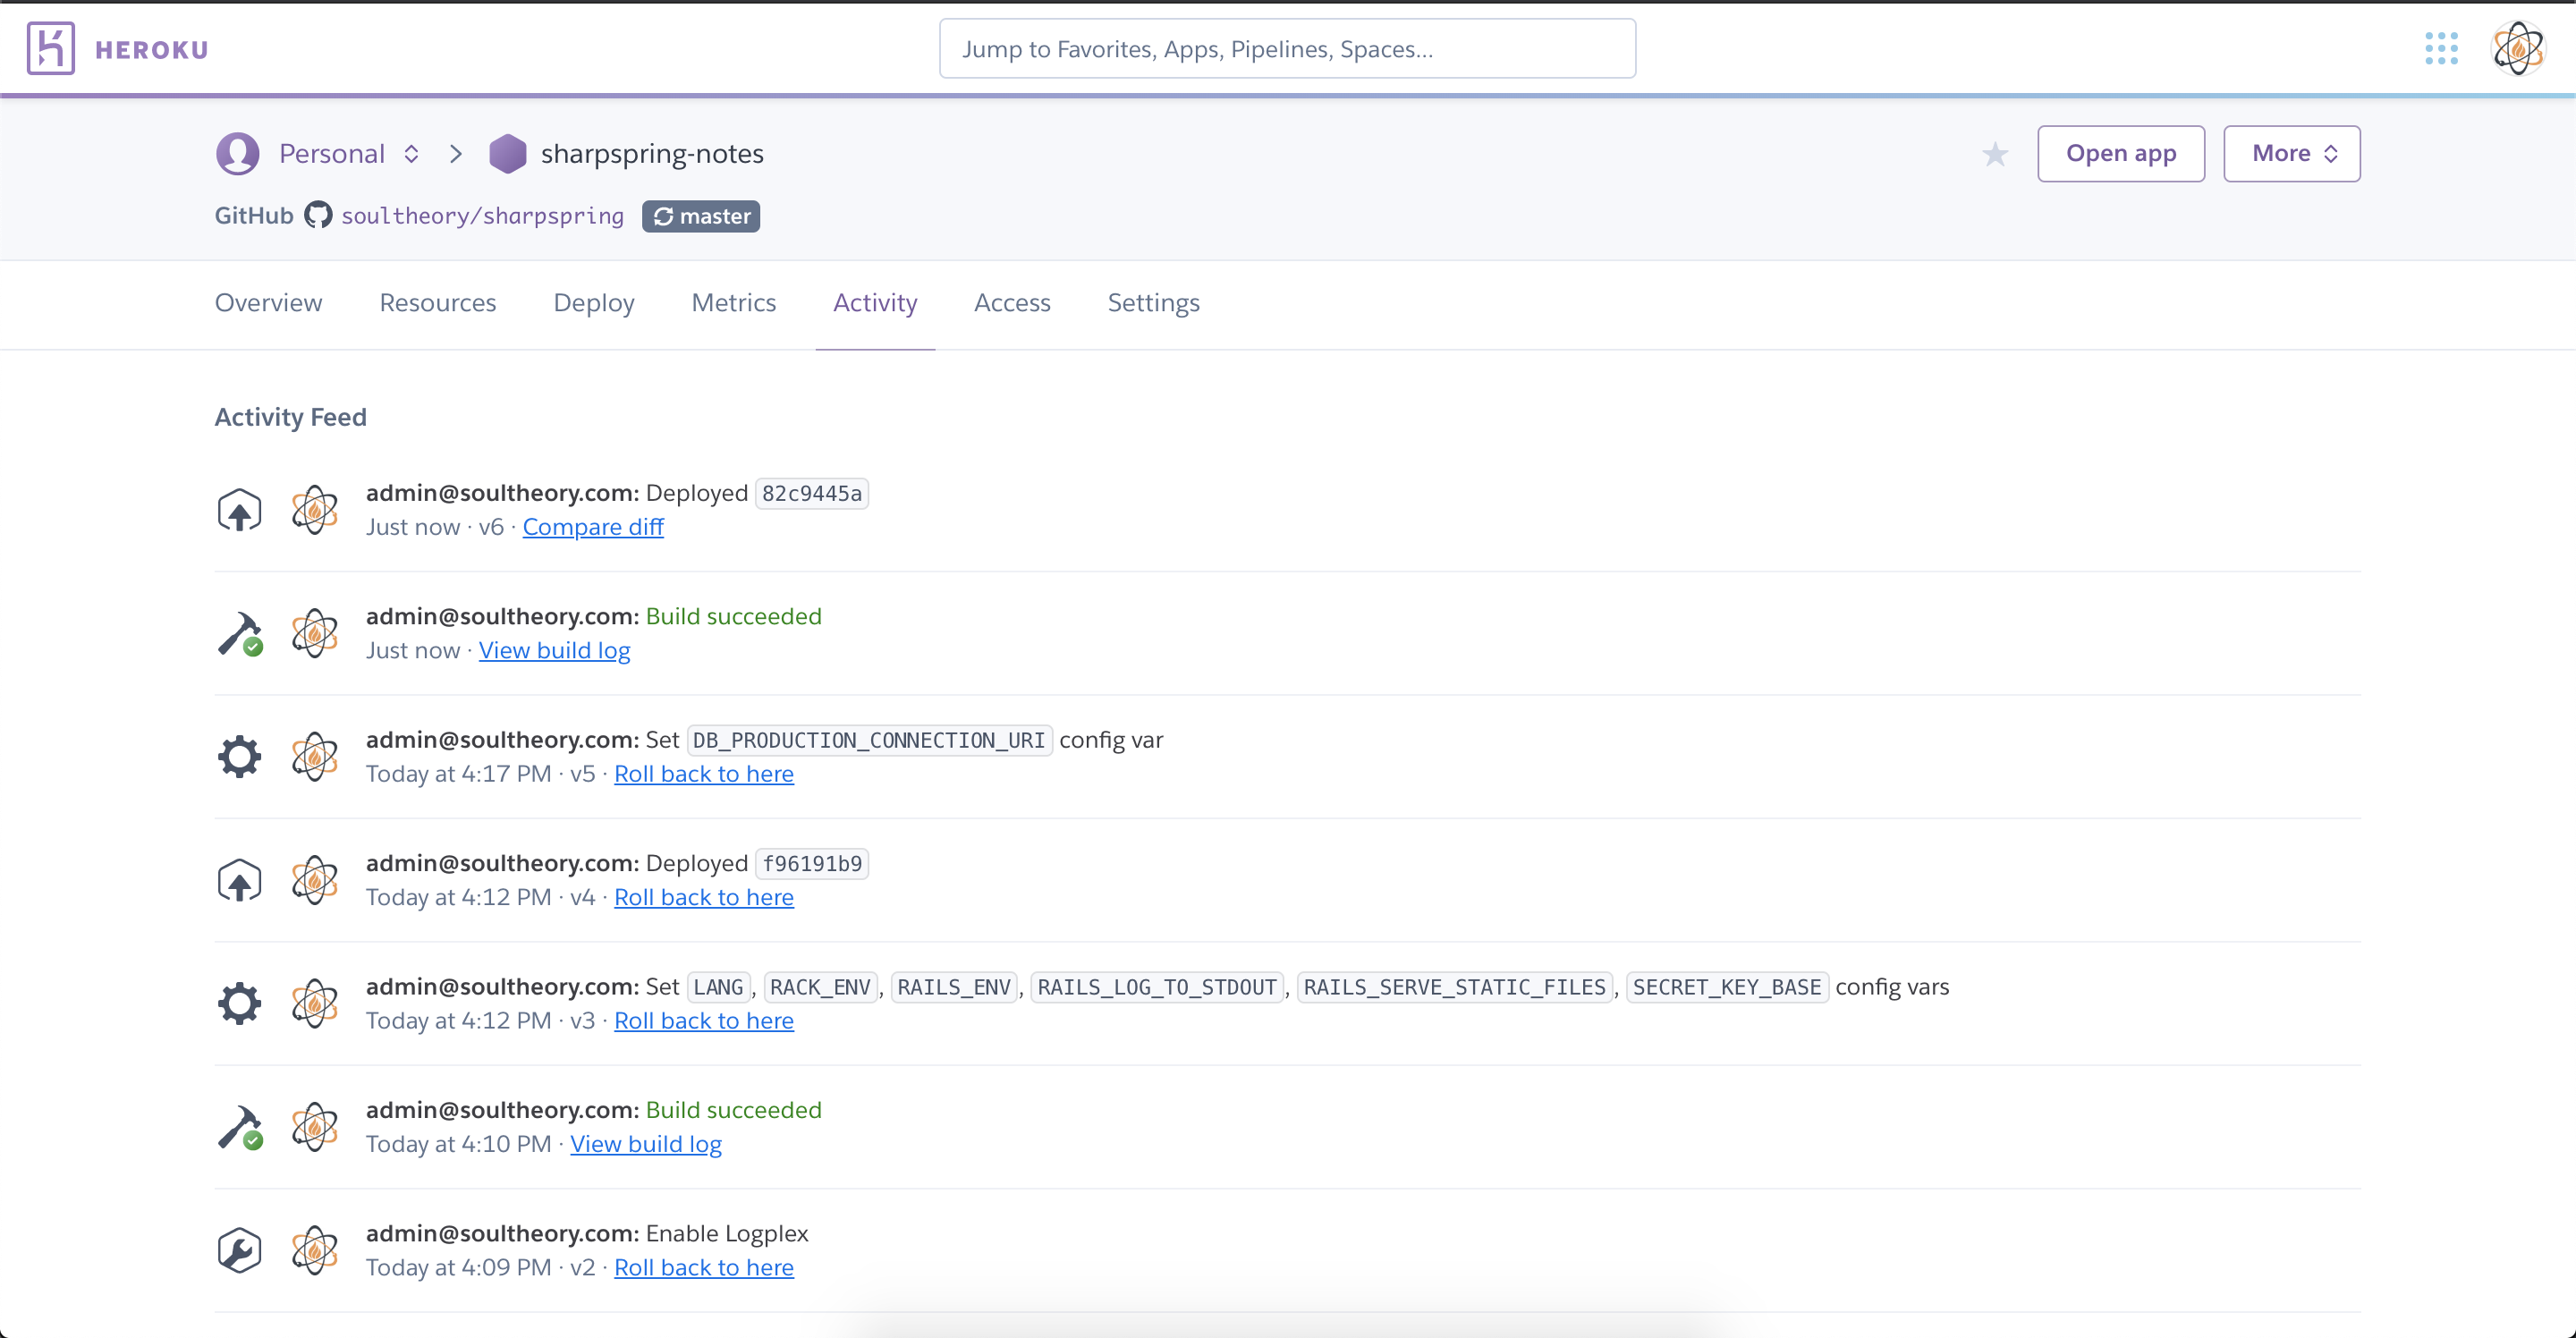 HEROKU
Jump to Favorites, Apps, Pipelines, Spaces...
Personal sharpspring-notes
Open app
More
GitHub soultheory/sharpspring master
Overview Resources Deploy Metrics Activity Access Settings
Activity Feed
admin@soultheory.com: Deployed 82c9445a
Just now · v6 · Compare diff
admin@soultheory.com: Build succeeded
Just now · View build log
admin@soultheory.com: Set DB_PRODUCTION_CONNECTION_URI config var
Today at 4:17 PM · v5 · Roll back to here
admin@soultheory.com: Deployed f96191b9
Today at 4:12 PM · v4 · Roll back to here
admin@soultheory.com: Set LANG, RACK_ENV, RAILS_ENV, RAILS_LOG_TO_STDOUT, RAILS_SERVE_STATIC_FILES, SECRET_KEY_BASE config vars
Today at 4:12 PM · v3 · Roll back to here
admin@soultheory.com: Build succeeded
Today at 4:10 PM · View build log
admin@soultheory.com: Enable Logplex
Today at 4:09 PM · v2 · Roll back to here